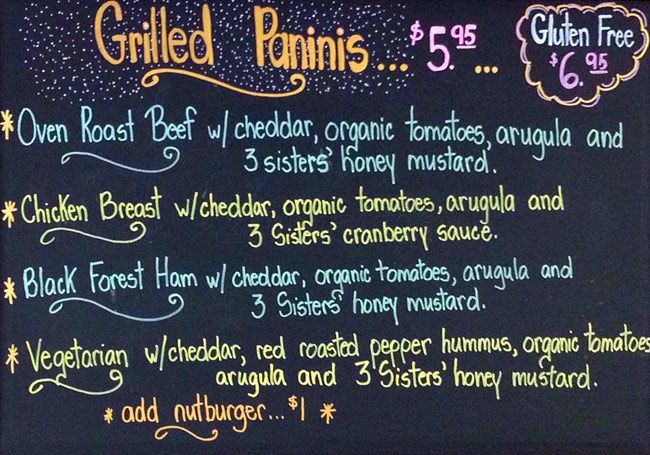 Grilled Paninis... $5.95 ...
Gluten Free
$6.95
*Oven Roast Beef w/ cheddar, organic tomatoes, arugula and
3 sisters' honey mustard.
*Chicken Breast w/cheddar, organic tomatoes, arugula and
3 Sisters' cranberry sauce.
*Black Forest Ham w/ cheddar, organic tomatoes, arugula and
3 Sisters' honey mustard.
*Vegetarian w/cheddar, red roasted pepper hummus, organic tomatoes
arugula and 3 Sisters' honey mustard.
*add nutburger...$1 *